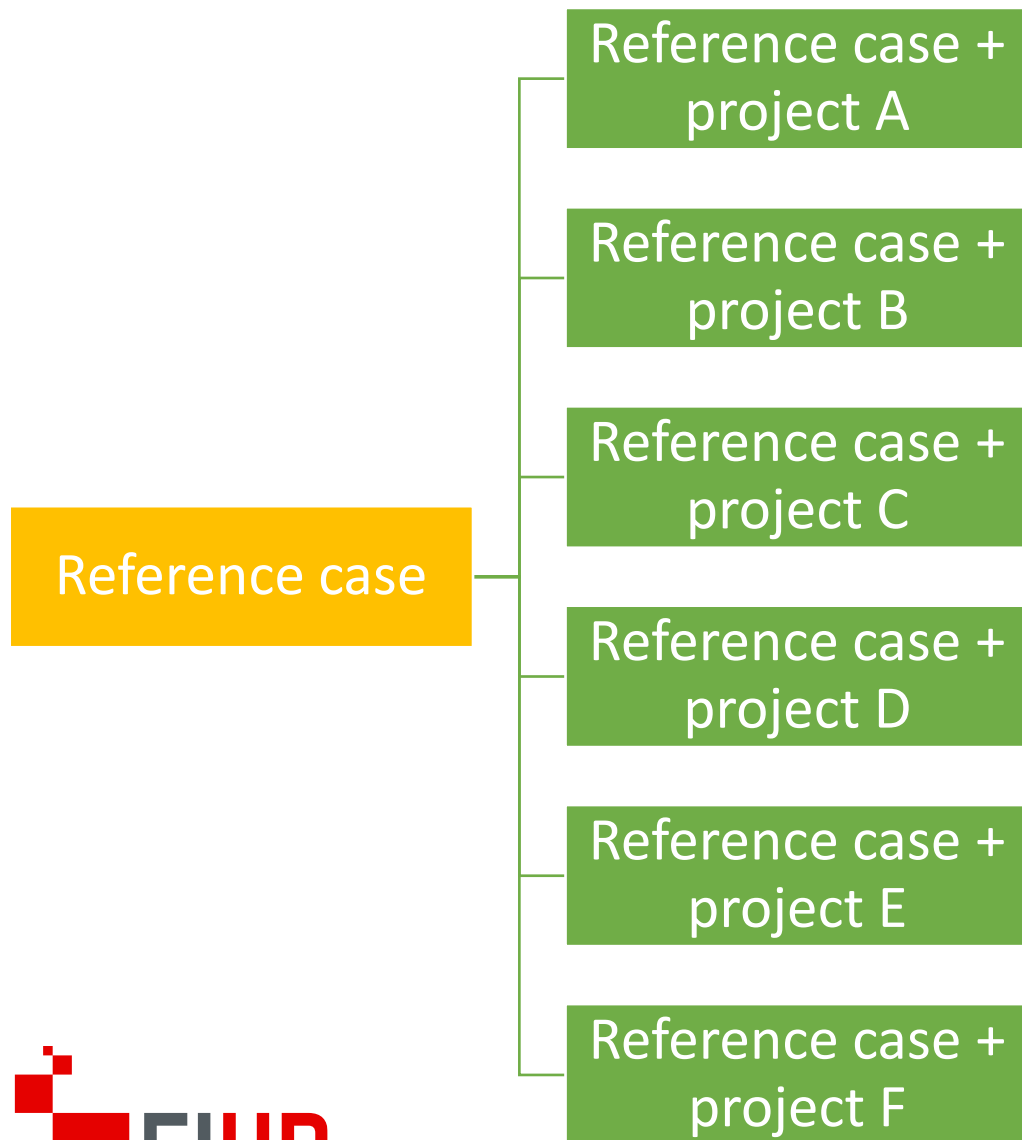 Reference case +
project A
Reference case +
project B
Reference case +
project C
Reference case
Reference case +
project D
Reference case +
project E
Reference case +
project F